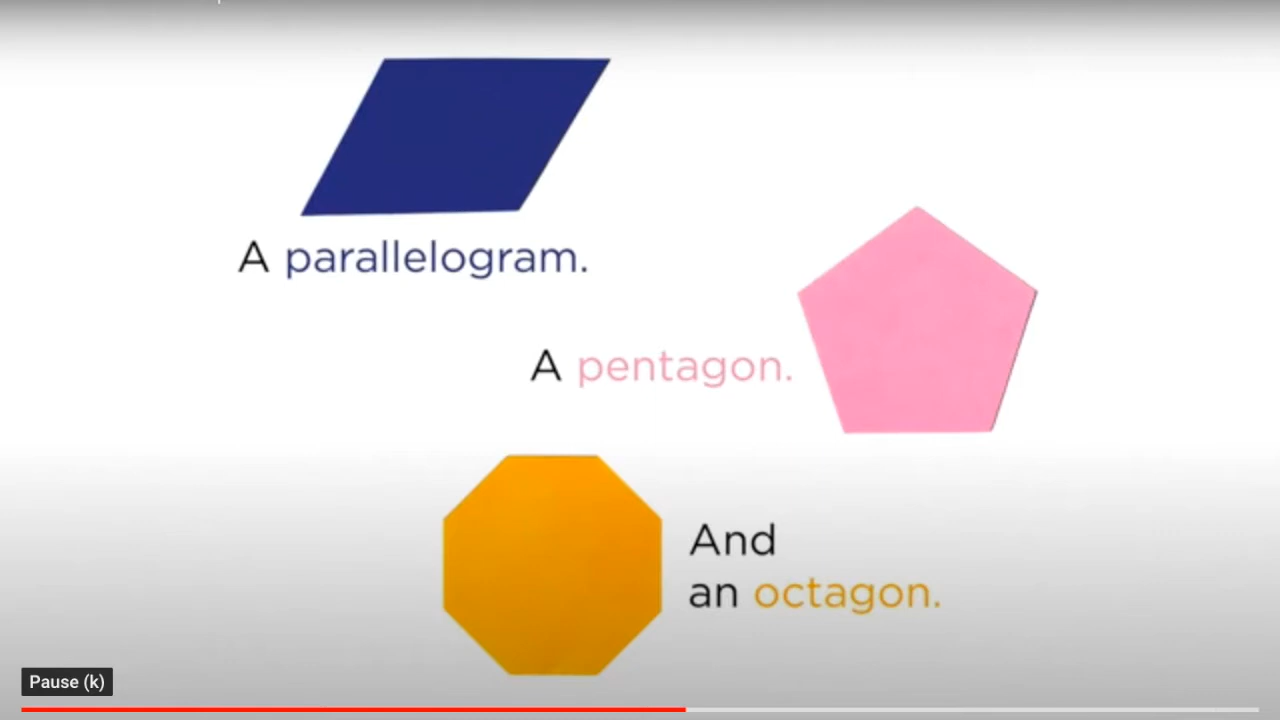 A parallelogram.
A pentagon.
And
an octagon.
Pause (k)